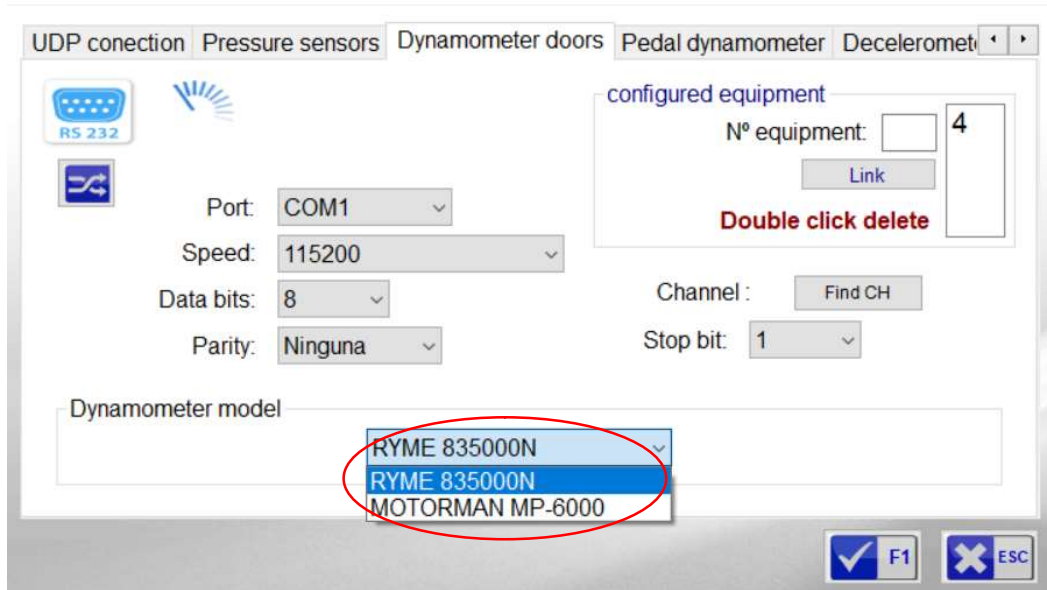 UDP conection Pressure sensors Dynamometer doors Pedal dynamometer Deceleromet
RS 232
configured equipment
Nº equipment: 4
Link
Double click delete
Port: COM1
Speed: 115200
Data bits: 8
Parity: Ninguna
Channel : Find CH
Stop bit: 1
Dynamometer model
RYME 835000N
RYME 835000N
MOTORMAN MP-6000
F1 ESC